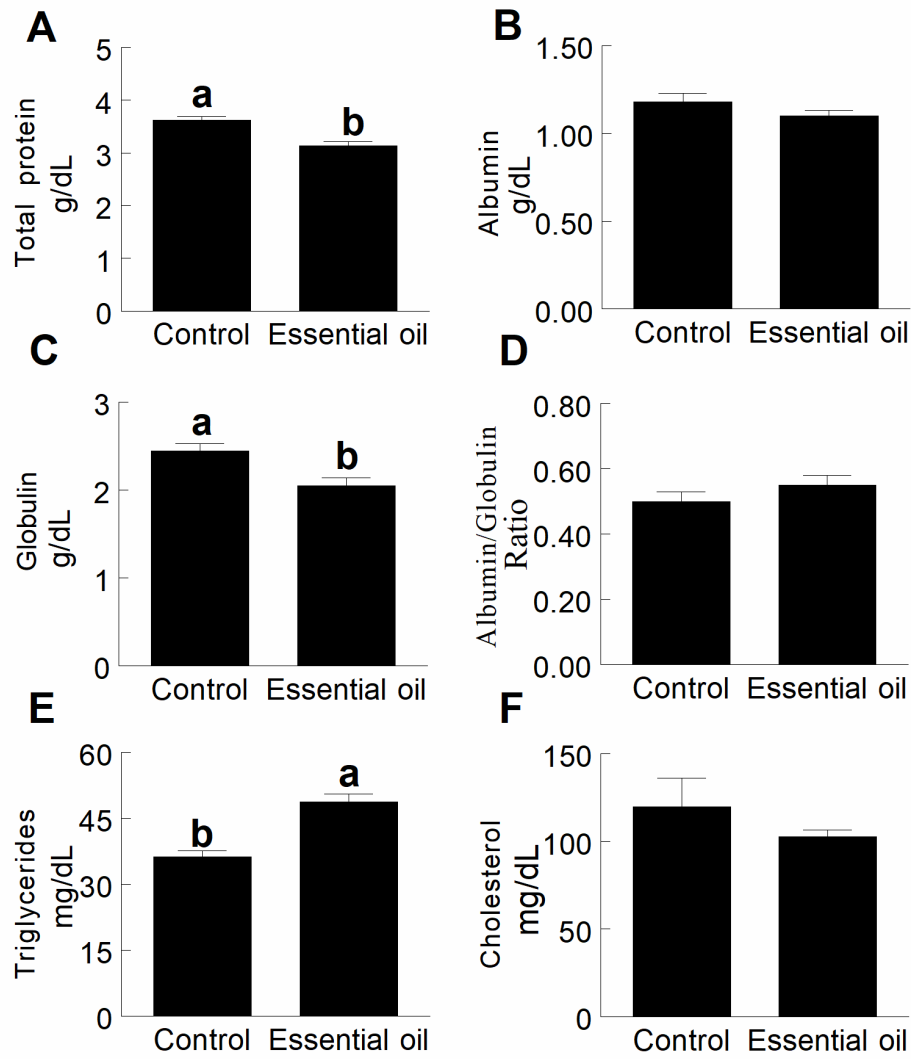 A
Total protein
g/dL
5
4
3
2
1
0
a
b
Control Essential oil
B
Albumin
g/dL
1.50
1.00
0.50
0.00
Control Essential oil
C
Globulin
g/dL
3
2
1
0
a
b
Control Essential oil
D
Albumin/Globulin
Ratio
0.80
0.60
0.40
0.20
0.00
Control Essential oil
E
Triglycerides
mg/dL
60
45
30
15
0
b
a
Control Essential oil
F
Cholesterol
mg/dL
150
100
50
0
Control Essential oil